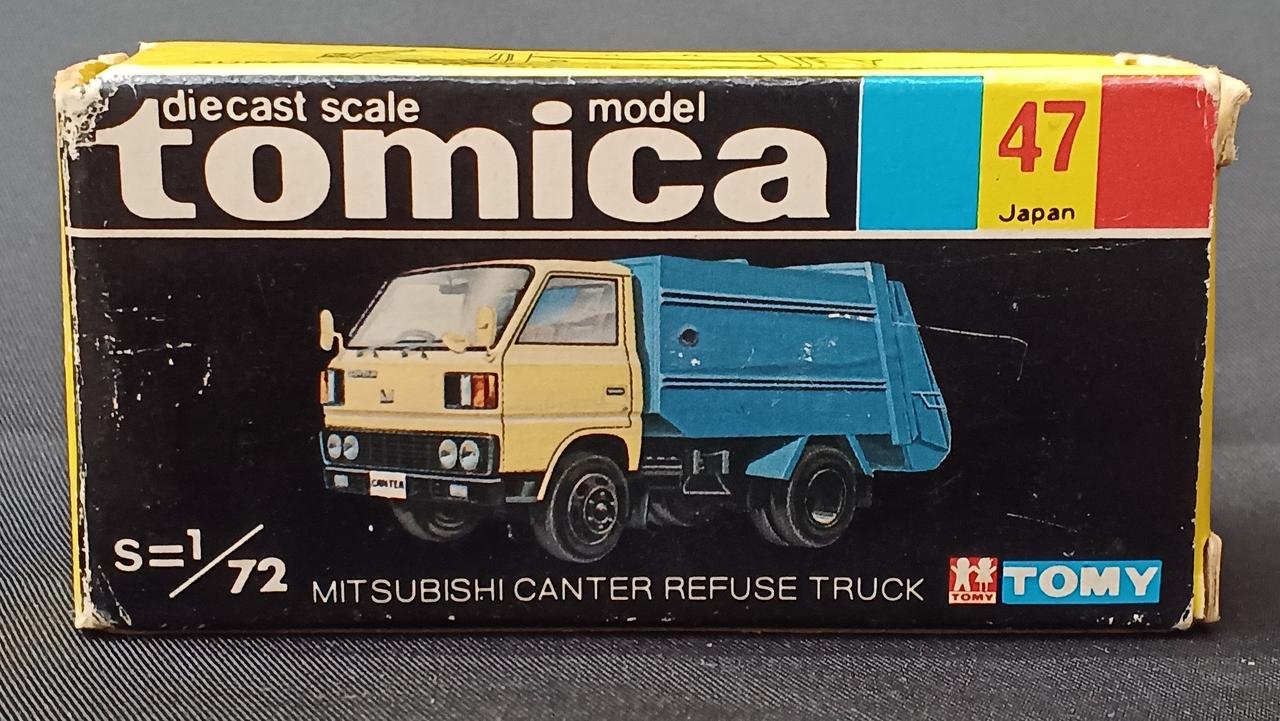 diecast scale model
tomica
47
Japan
CANTER
S=1/72
MITSUBISHI CANTER REFUSE TRUCK
TOMY
TOMY